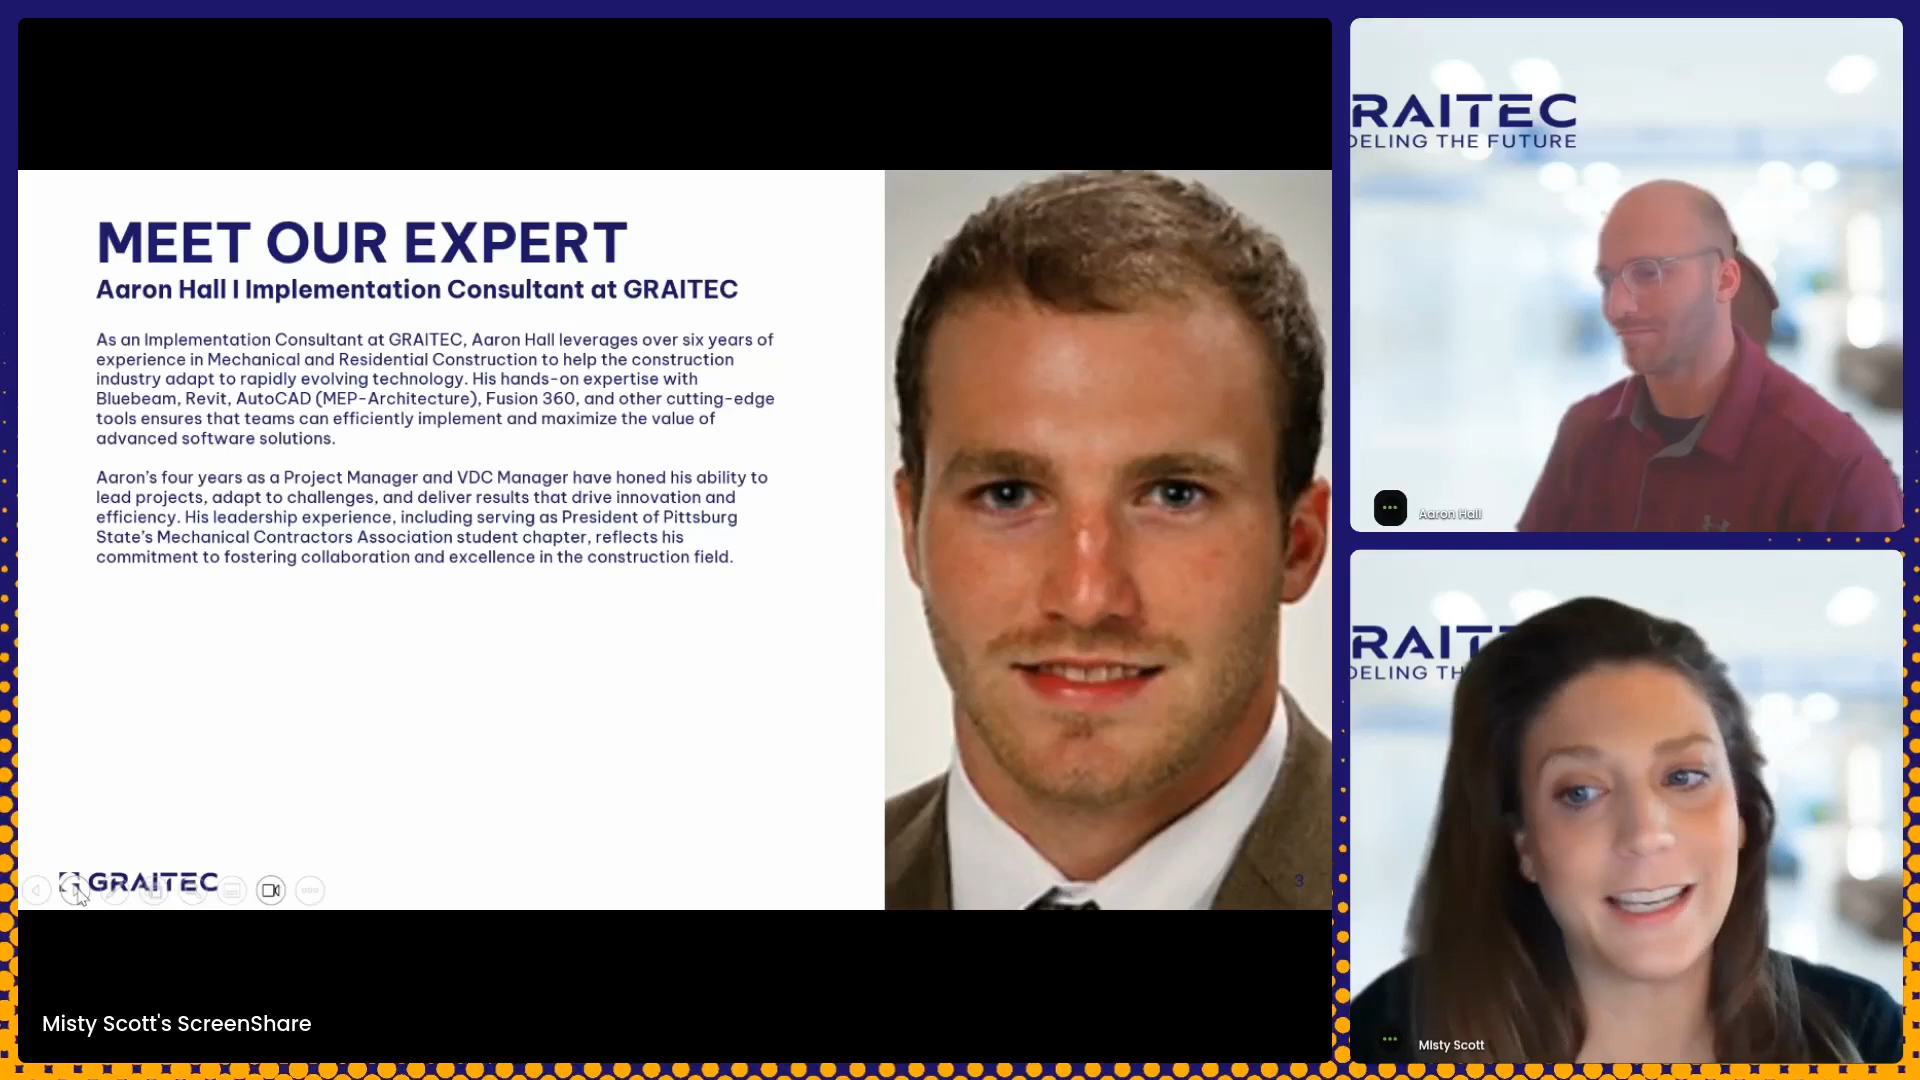 MEET OUR EXPERT
Aaron Hall I Implementation Consultant at GRAITEC
As an Implementation Consultant at GRAITEC, Aaron Hall leverages over six years of
experience in Mechanical and Residential Construction to help the construction
industry adapt to rapidly evolving technology. His hands-on expertise with
Bluebeam, Revit, AutoCAD (MEP-Architecture), Fusion 360, and other cutting-edge
tools ensures that teams can efficiently implement and maximize the value of
advanced software solutions.
Aaron's four years as a Project Manager and VDC Manager have honed his ability to
lead projects, adapt to challenges, and deliver results that drive innovation and
efficiency. His leadership experience, including serving as President of Pittsburg
State's Mechanical Contractors Association student chapter, reflects his
commitment to fostering collaboration and excellence in the construction field.
GRAITEC
3
Misty Scott's ScreenShare
RAITEC
DELING THE FUTURE
Aaron Hall
RAITE
DELING TH
MIsty Scott